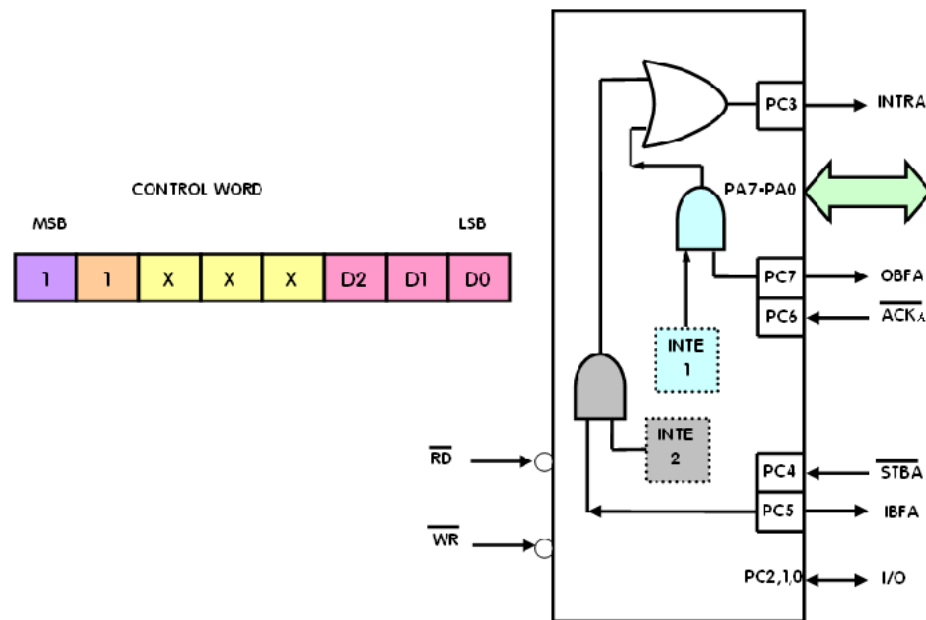 CONTROL WORD
MSB
LSB
1 1 X X X D2 D1 D0
PC3
INTRA
PA7-PA0
PC7
OBFA
PC6
ACKA
INTE
1
INTE
2
RD
PC4
STBA
PC5
IBFA
WR
PC2,1,0
I/O